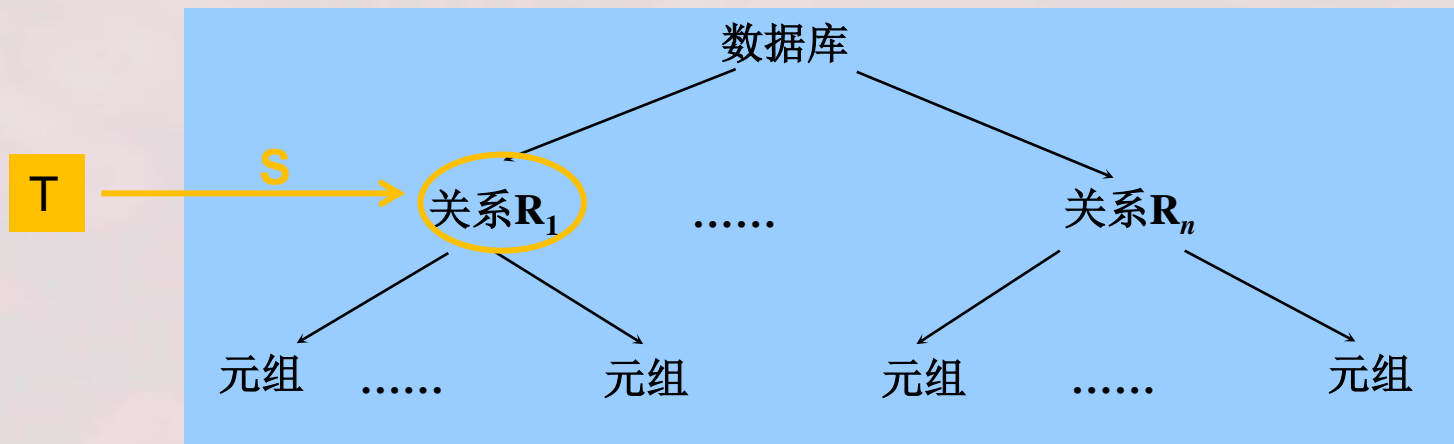 数据库
S
T
关系R₁ ...... 关系Rₙ
元组 ...... 元组 元组 ...... 元组